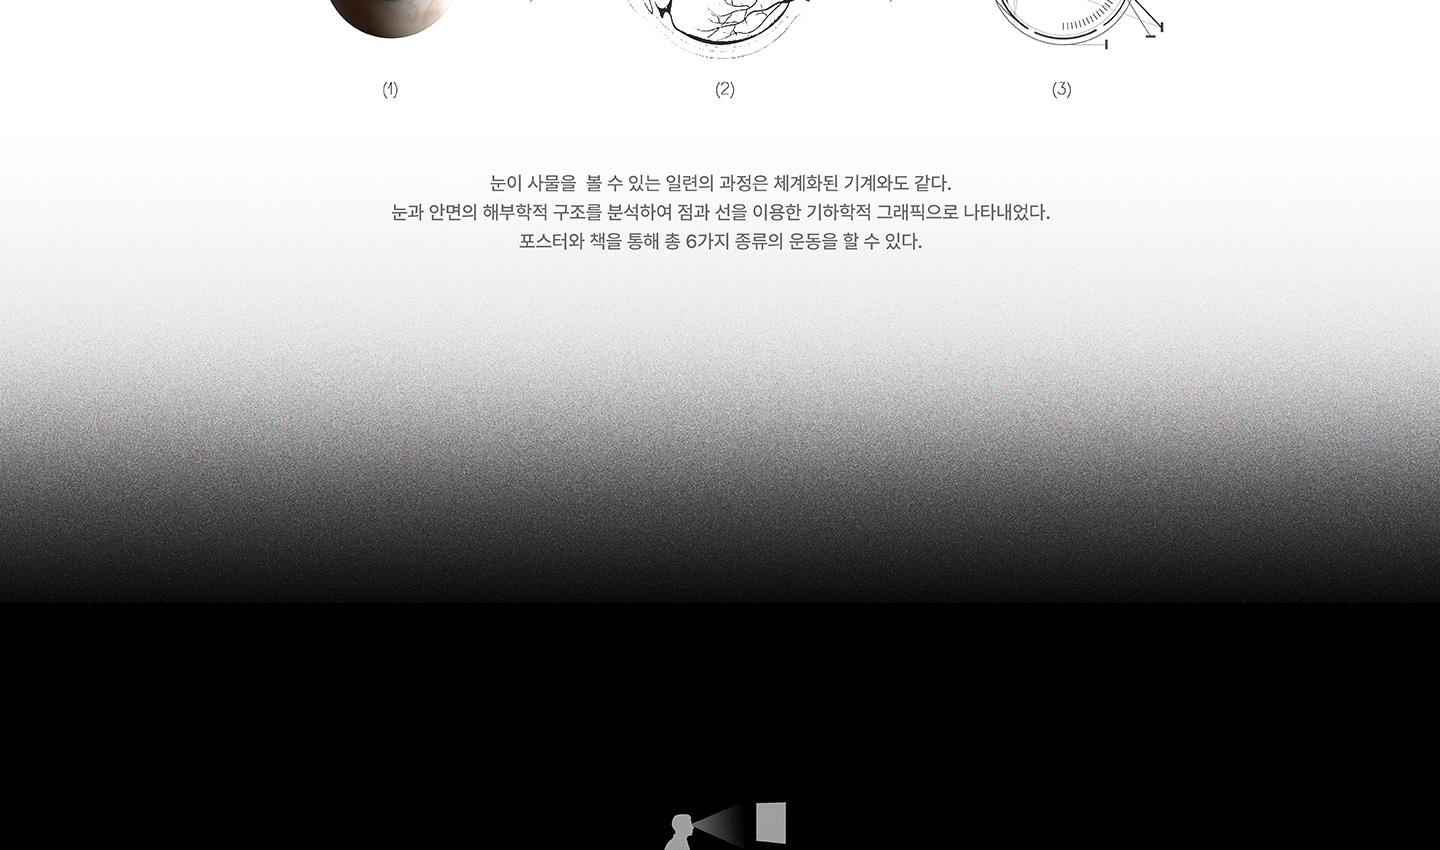 (1)
(2)
(3)
눈이 사물을  볼 수 있는 일련의 과정은 체계화된 기계와도 같다.
눈과 안면의 해부학적 구조를 분석하여 점과 선을 이용한 기하학적 그래픽으로 나타내었다.
포스터와 책을 통해 총 6가지 종류의 운동을 할 수 있다.